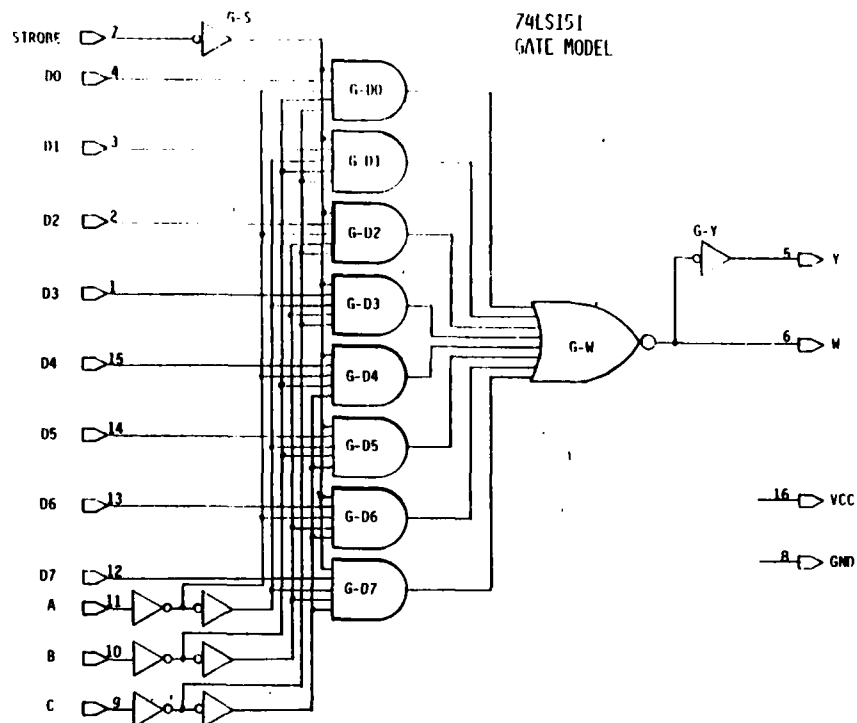 74LS151
GATE MODEL
G-S
STROBE 7
D0 4
G-D0
D1 3
G-D1
D2 2
G-D2
G-Y
5 Y
D3 1
G-D3
G-W
6 W
D4 15
G-D4
D5 14
G-D5
D6 13
G-D6
16 VCC
D7 12
G-D7
8 GND
A 11
B 10
C 9